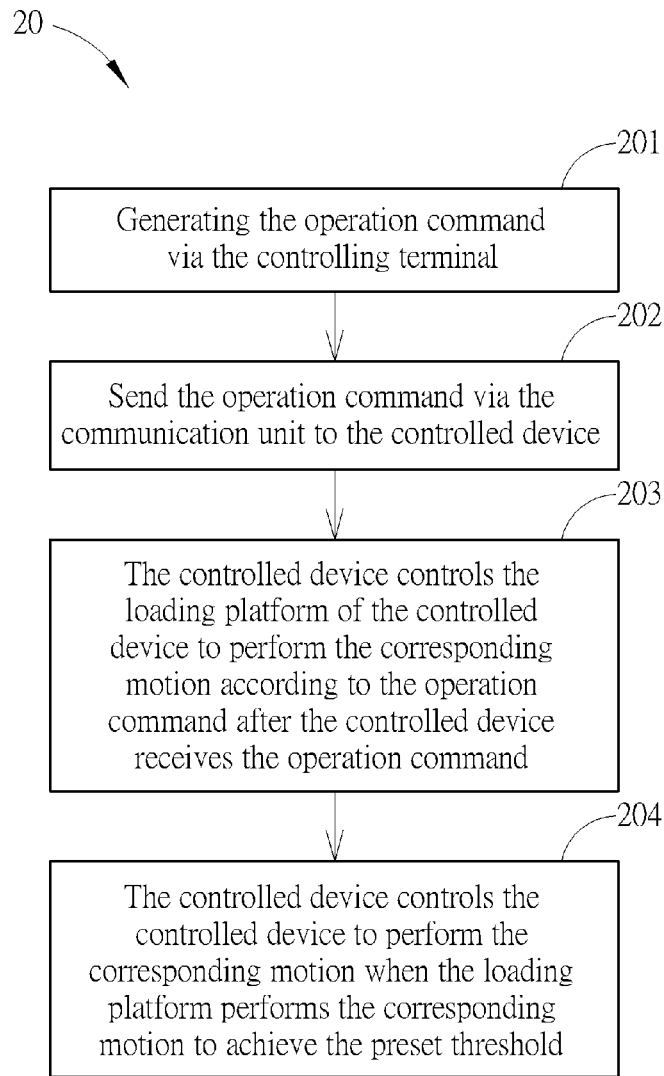 20
201
Generating the operation command
via the controlling terminal
202
Send the operation command via the
communication unit to the controlled device
203
The controlled device controls the
loading platform of the controlled
device to perform the corresponding
motion according to the operation
command after the controlled device
receives the operation command
204
The controlled device controls the
controlled device to perform the
corresponding motion when the loading
platform performs the corresponding
motion to achieve the preset threshold